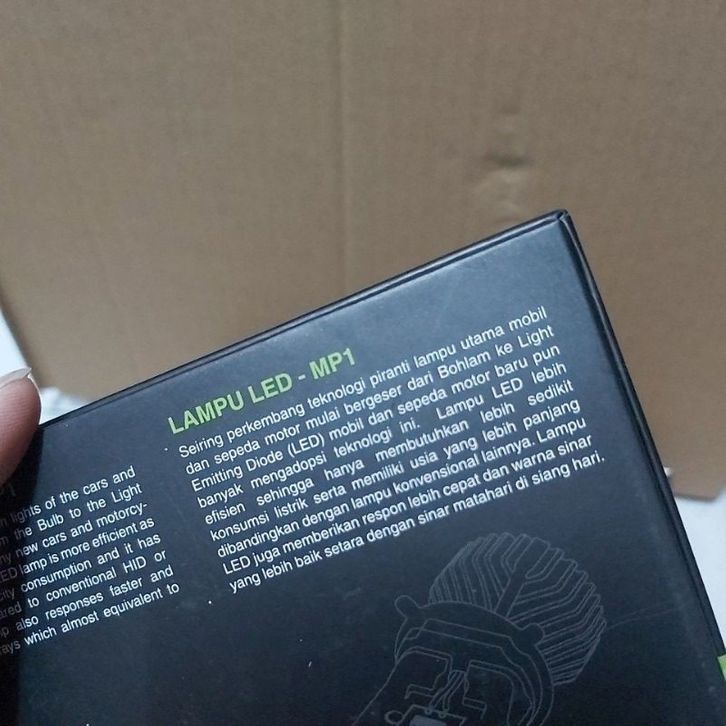 LAMPU LED - MP1
Seiring perkembang teknologi piranti lampu utama mobil
dan sepeda motor mulai bergeser dari Bohlam ke Light
Emitting Diode (LED) mobil dan sepeda motor baru pun
banyak mengadopsi teknologi ini. Lampu LED lebih
efisien sehingga hanya membutuhkan lebih sedikit
konsumsi listrik serta memiliki usia yang lebih panjang
dibandingkan dengan lampu konvensional lainnya. Lampu
LED juga memberikan respon lebih cepat dan warna sinar
yang lebih baik setara dengan sinar matahari di siang hari.
lights of the cars and
the Bulb to the Light
new cars and motorcy-
lamp is more efficient as
consumption and it has
to conventional HID or
also responses faster and
which almost equivalent to